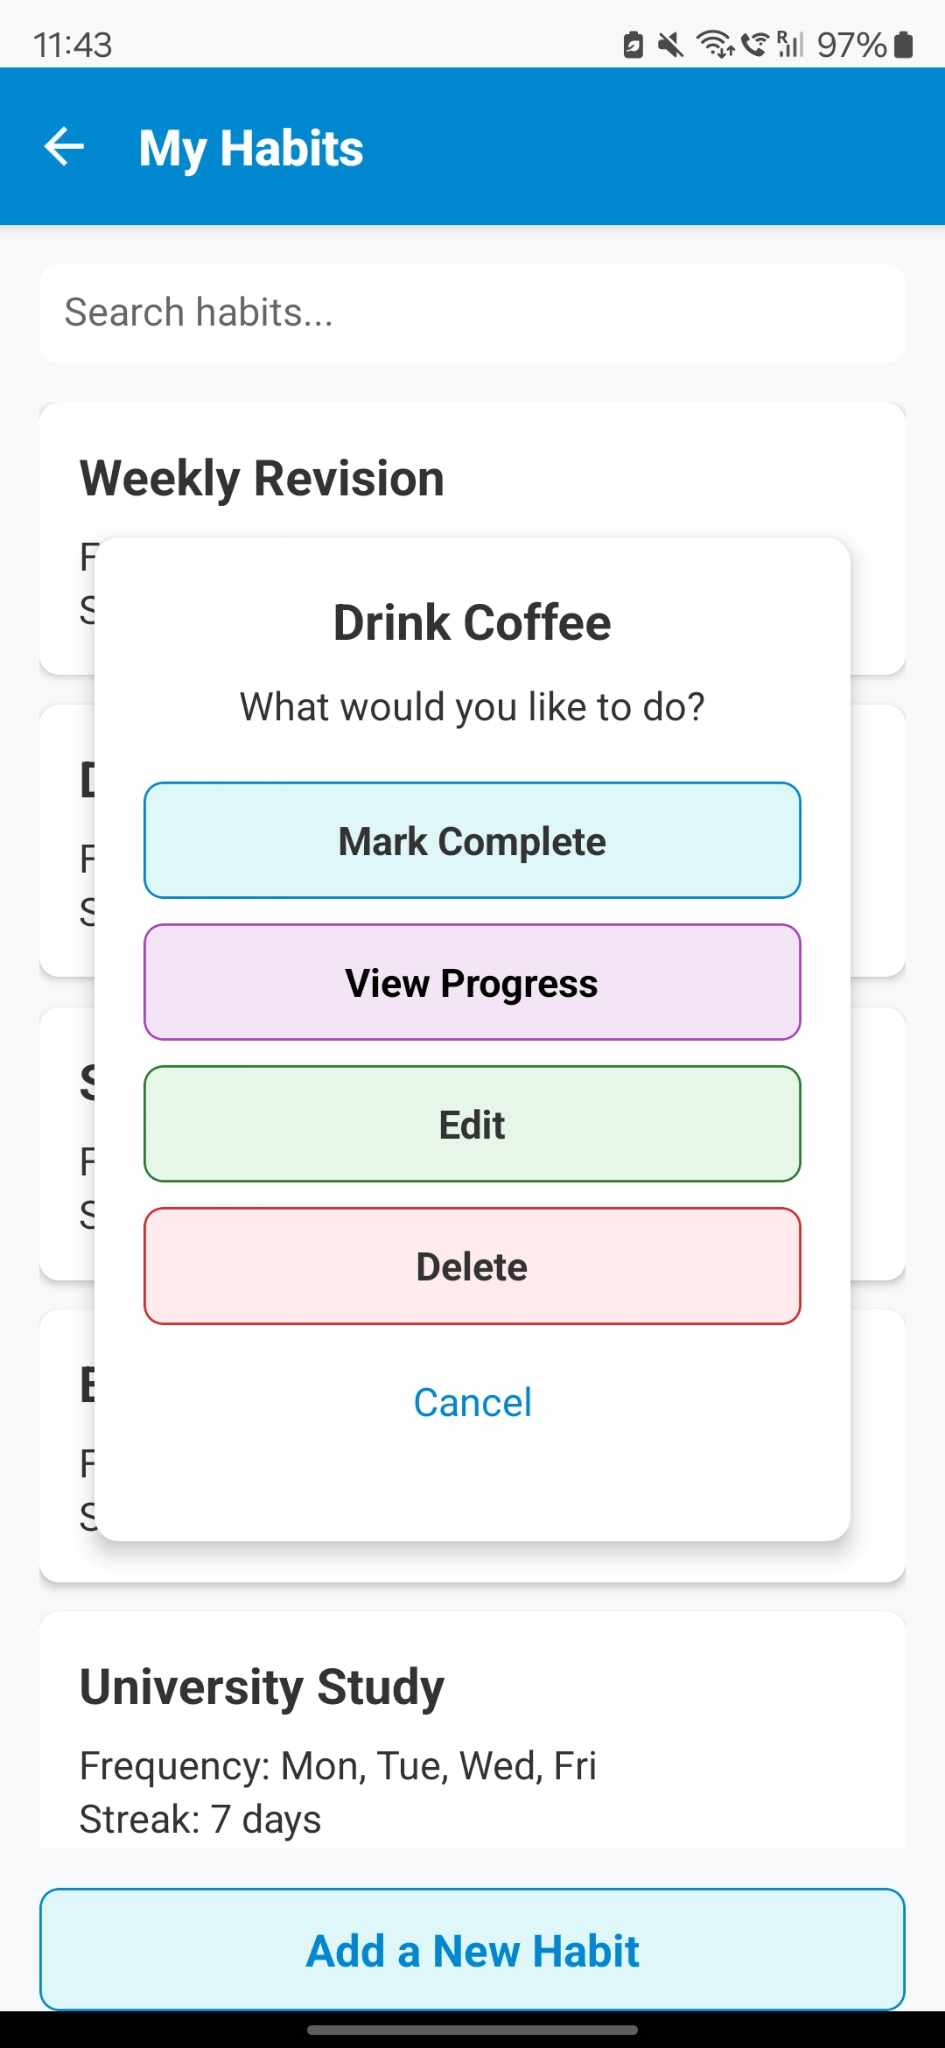 11:43
R
97%
My Habits
Search habits...
Weekly Revision
Drink Coffee
What would you like to do?
Mark Complete
View Progress
Edit
Delete
Cancel
University Study
Frequency: Mon, Tue, Wed, Fri
Streak: 7 days
Add a New Habit